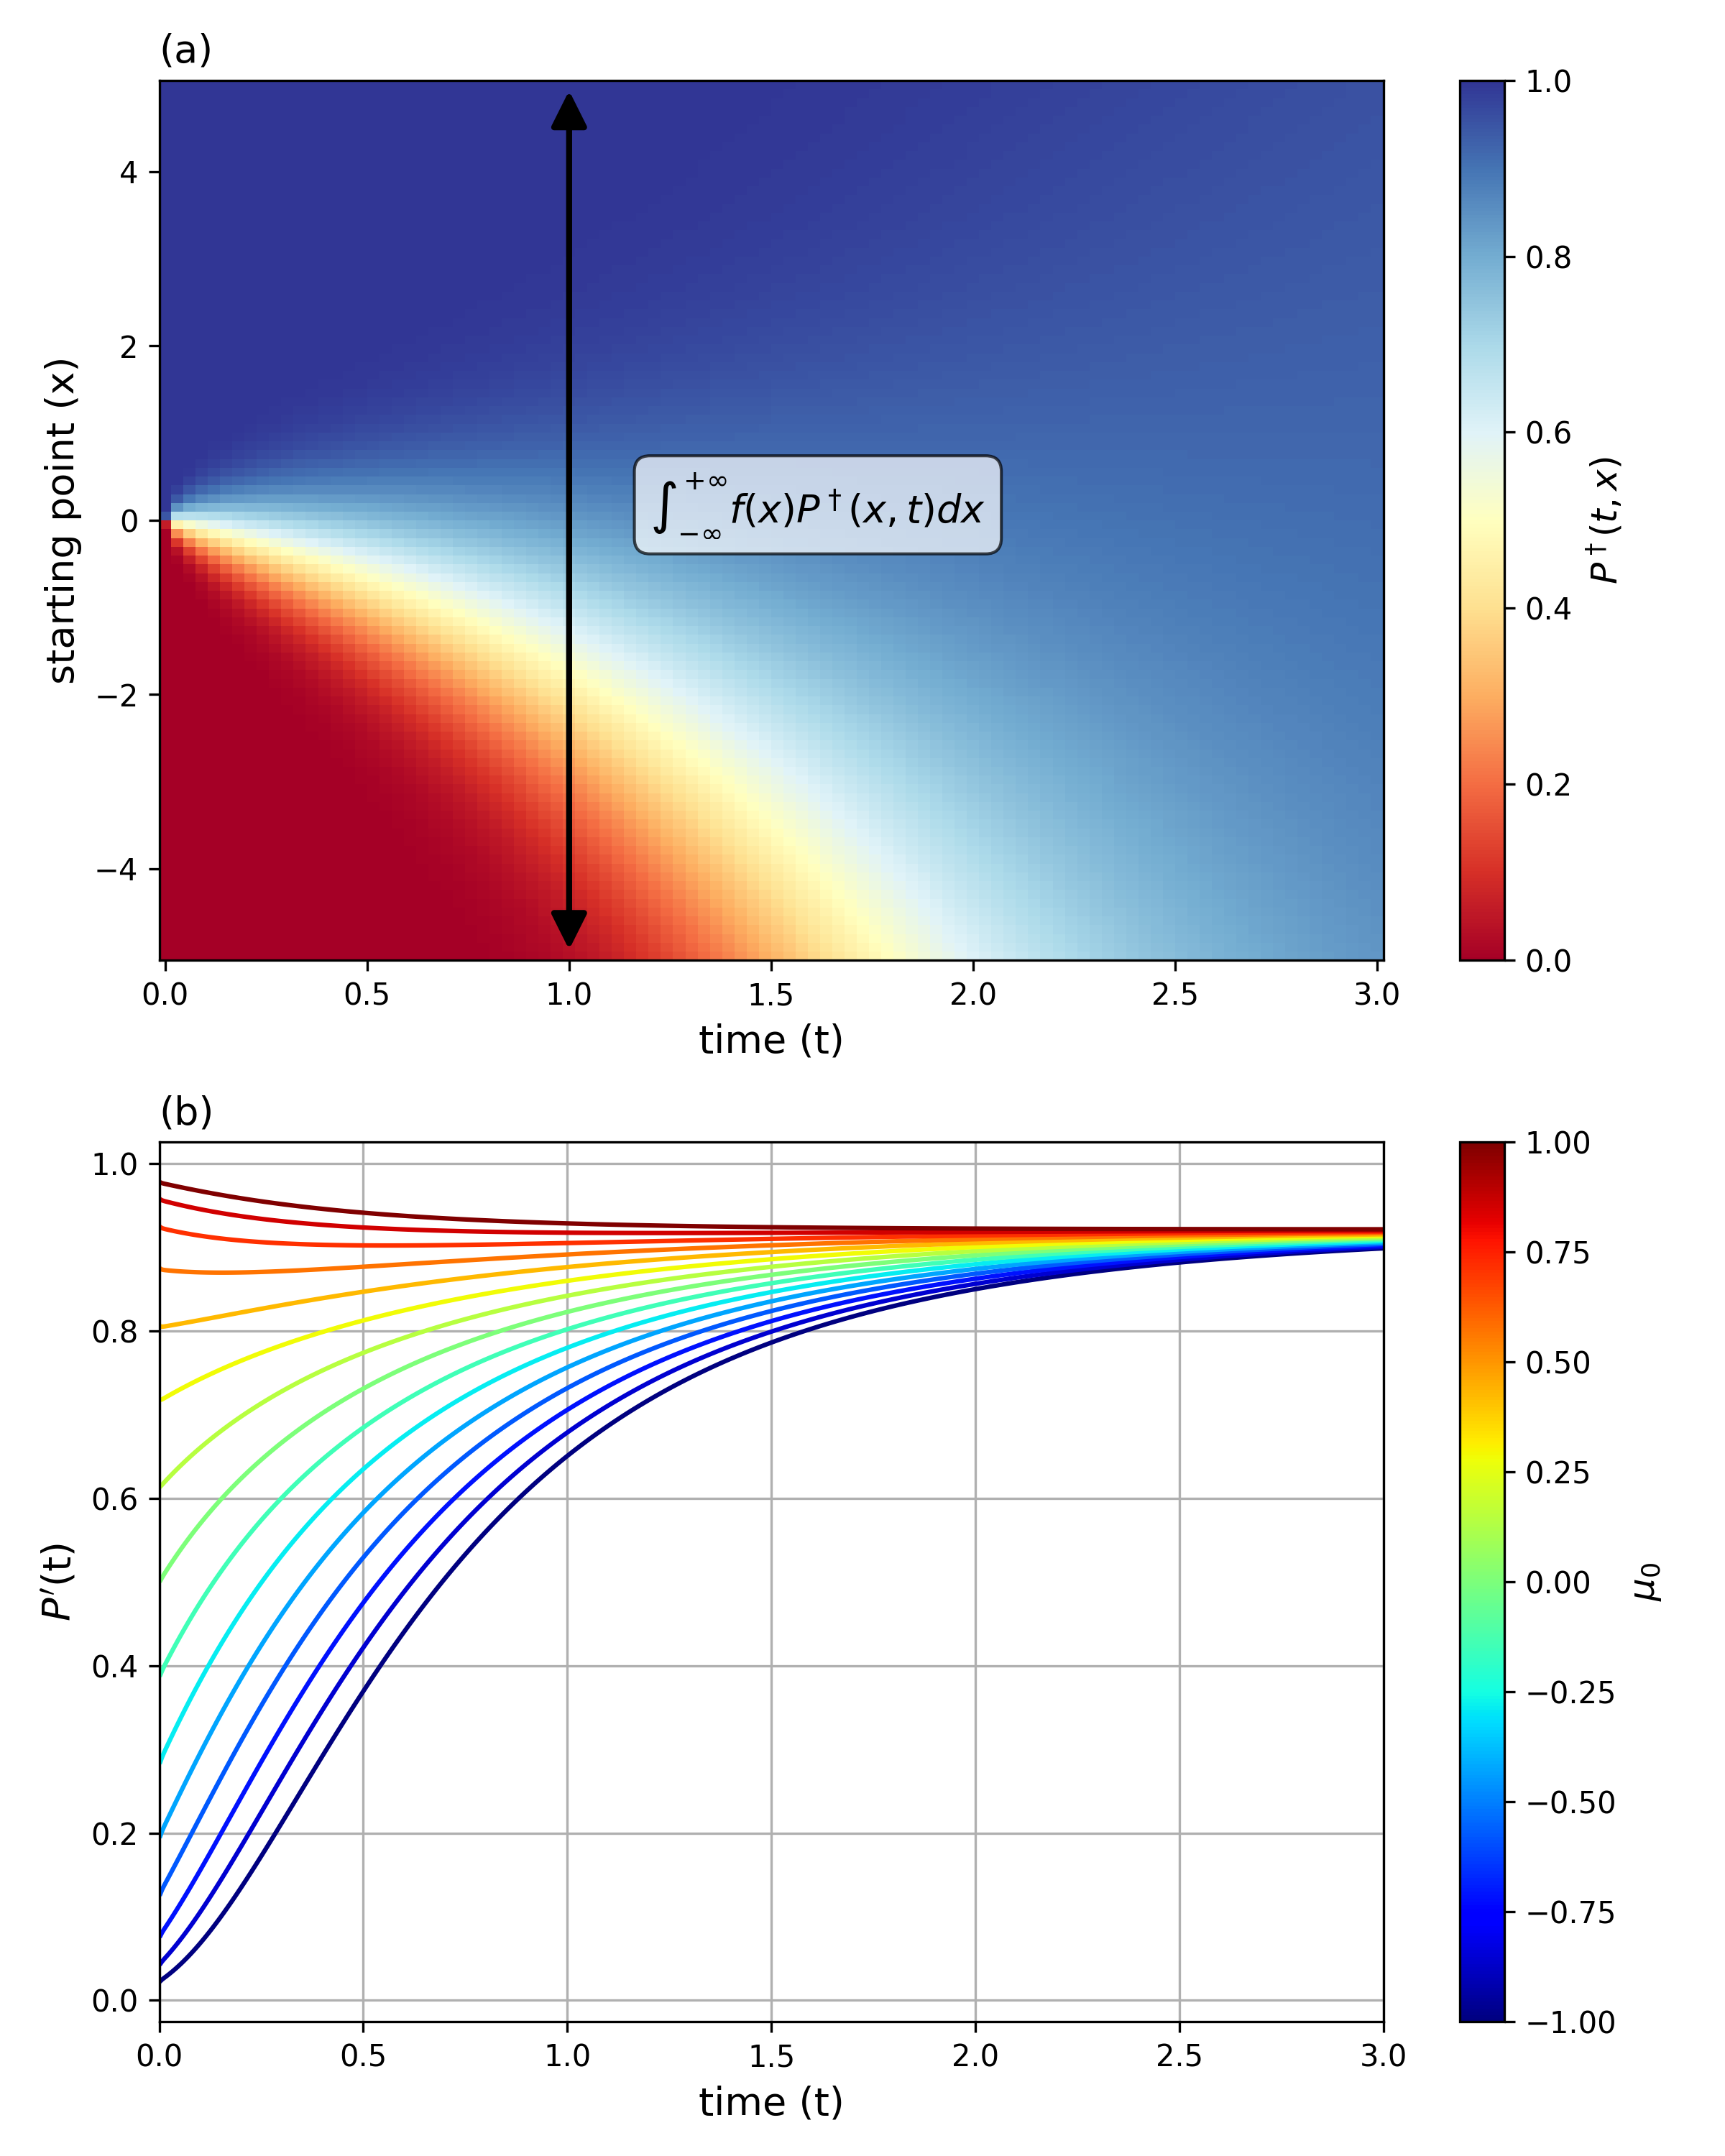 (a)
4
2
0
−2
−4
starting point (x)
∫_{−∞}^{+∞} f(x)P^†(x, t)dx
0.0 0.5 1.0 1.5 2.0 2.5 3.0
time (t)
1.0
0.8
0.6
0.4
0.2
0.0
P^†(t, x)
(b)
1.0
0.8
0.6
0.4
0.2
0.0
P′(t)
0.0 0.5 1.0 1.5 2.0 2.5 3.0
time (t)
1.00
0.75
0.50
0.25
0.00
−0.25
−0.50
−0.75
−1.00
μ₀